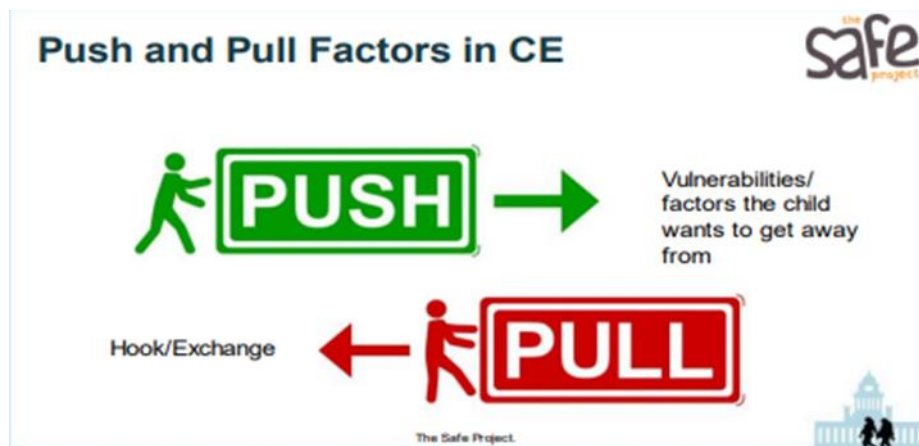 Push and Pull Factors in CE
the
safe
project
PUSH
Vulnerabilities/
factors the child
wants to get away
from
Hook/Exchange
PULL
The Safe Project.